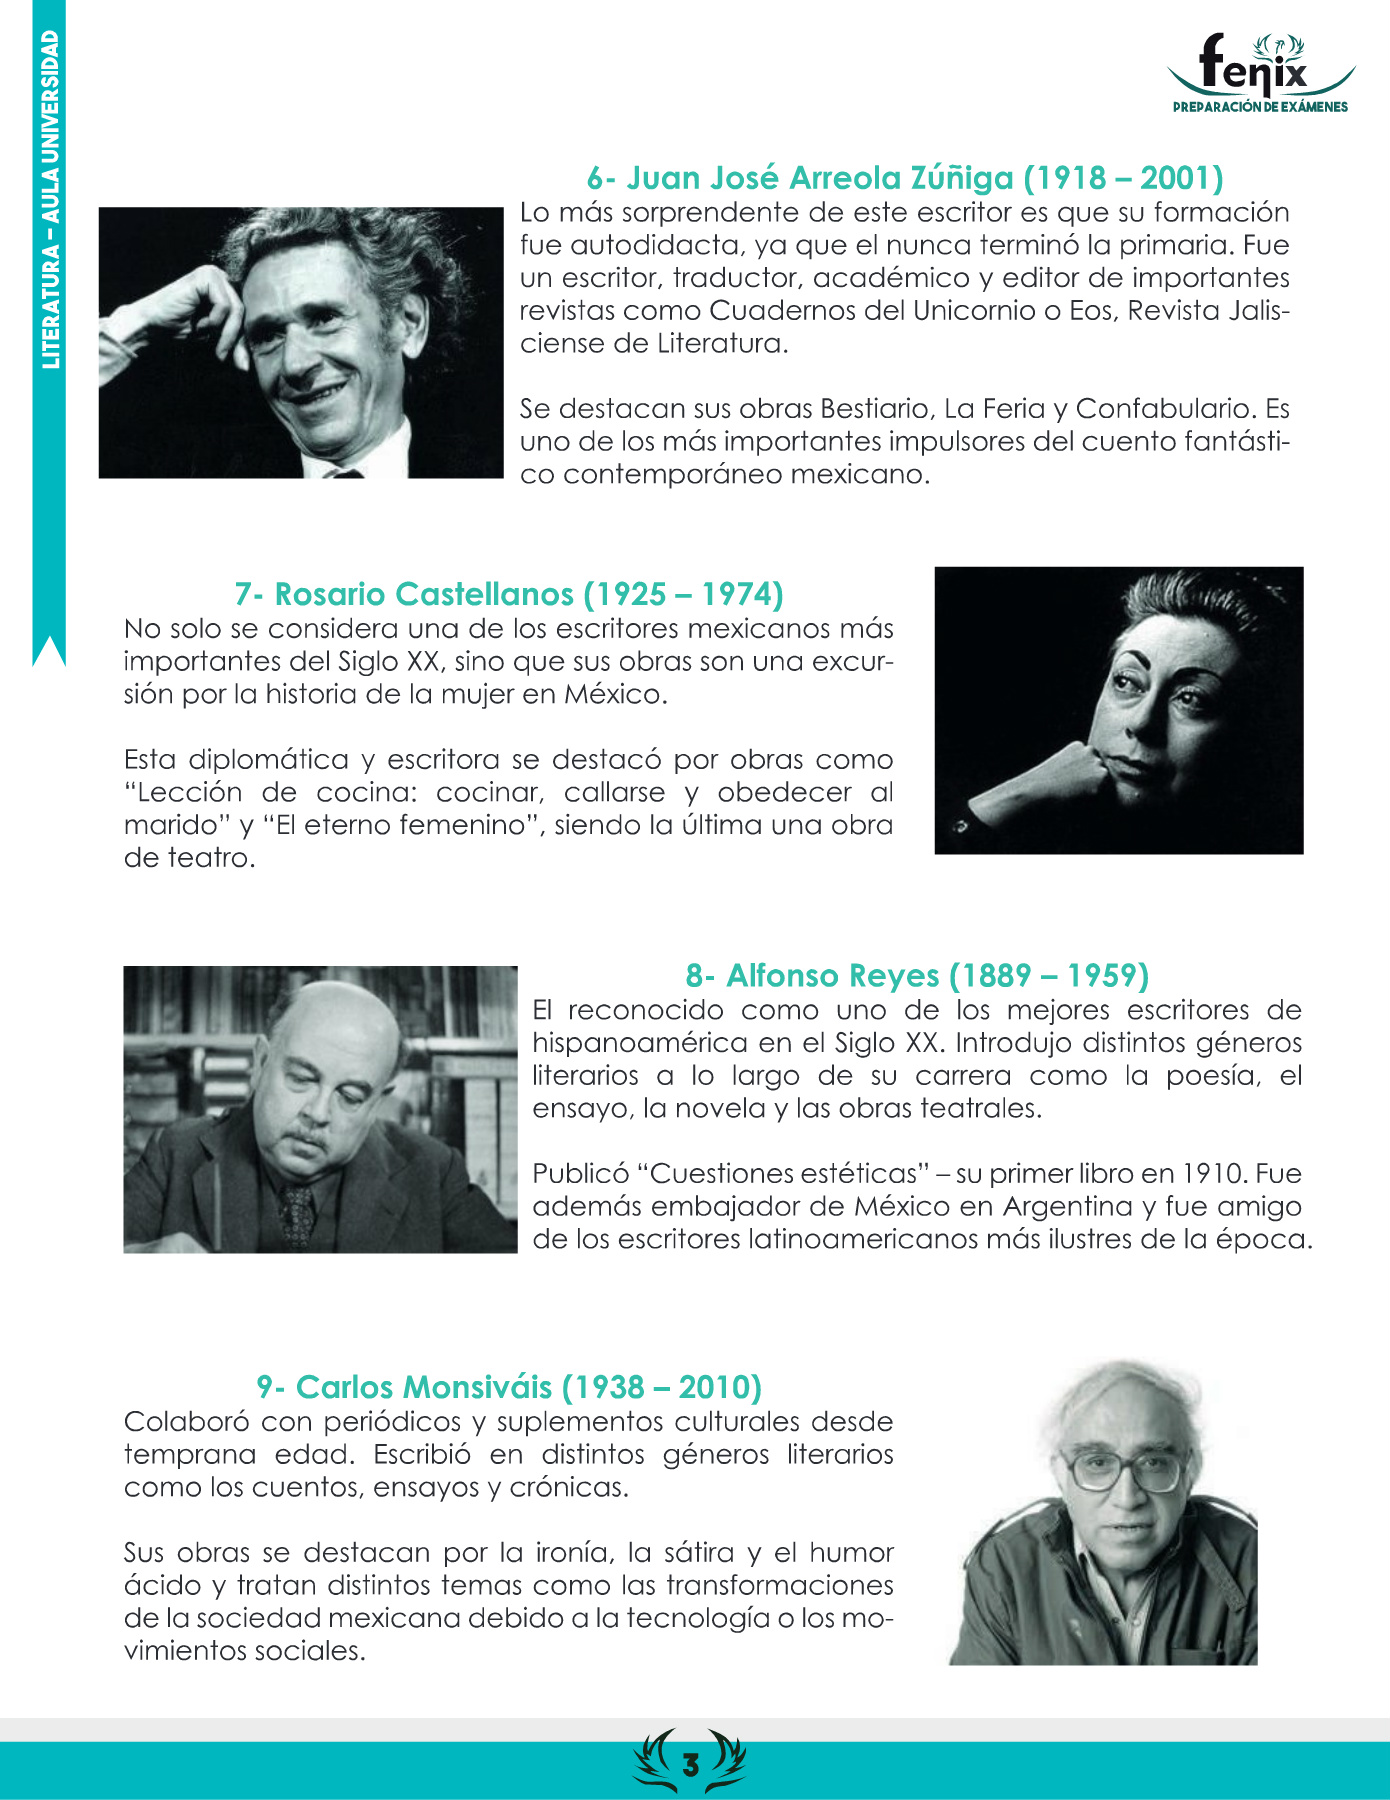 LITERATURA – AULA UNIVERSIDAD
fenix
PREPARACIÓN DE EXÁMENES
6- Juan José Arreola Zúñiga (1918 – 2001)
Lo más sorprendente de este escritor es que su formación
fue autodidacta, ya que el nunca terminó la primaria. Fue
un escritor, traductor, académico y editor de importantes
revistas como Cuadernos del Unicornio o Eos, Revista Jalis-
ciense de Literatura.
Se destacan sus obras Bestiario, La Feria y Confabulario. Es
uno de los más importantes impulsores del cuento fantásti-
co contemporáneo mexicano.
7- Rosario Castellanos (1925 – 1974)
No solo se considera una de los escritores mexicanos más
importantes del Siglo XX, sino que sus obras son una excur-
sión por la historia de la mujer en México.
Esta diplomática y escritora se destacó por obras como
“Lección de cocina: cocinar, callarse y obedecer al
marido” y “El eterno femenino”, siendo la última una obra
de teatro.
8- Alfonso Reyes (1889 – 1959)
El reconocido como uno de los mejores escritores de
hispanoamérica en el Siglo XX. Introdujo distintos géneros
literarios a lo largo de su carrera como la poesía, el
ensayo, la novela y las obras teatrales.
Publicó “Cuestiones estéticas” – su primer libro en 1910. Fue
además embajador de México en Argentina y fue amigo
de los escritores latinoamericanos más ilustres de la época.
9- Carlos Monsiváis (1938 – 2010)
Colaboró con periódicos y suplementos culturales desde
temprana edad. Escribió en distintos géneros literarios
como los cuentos, ensayos y crónicas.
Sus obras se destacan por la ironía, la sátira y el humor
ácido y tratan distintos temas como las transformaciones
de la sociedad mexicana debido a la tecnología o los mo-
vimientos sociales.
3